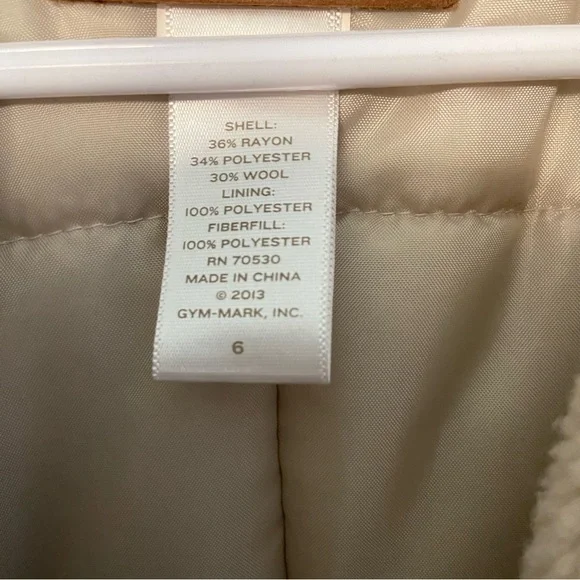 SHELL:
36% RAYON
34% POLYESTER
30% WOOL
LINING:
100% POLYESTER
FIBERFILL:
100% POLYESTER
RN 70530
MADE IN CHINA
© 2013
GYM-MARK, INC.
6